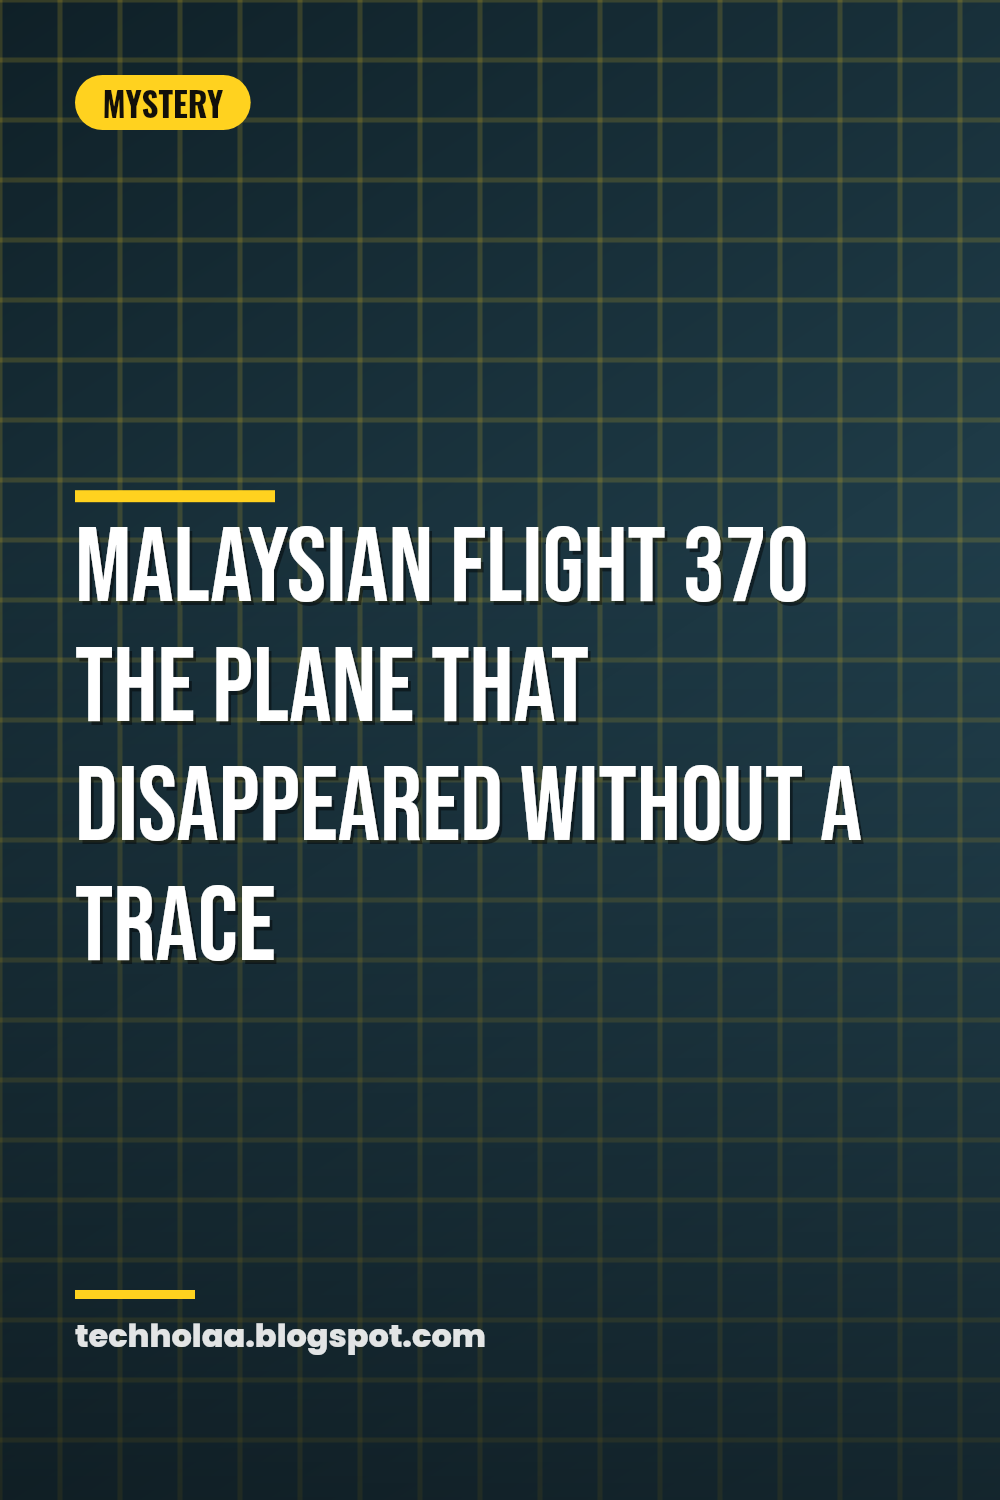 MYSTERY
MALAYSIAN FLIGHT 370
THE PLANE THAT
DISAPPEARED WITHOUT A
TRACE
techholaa.blogspot.com